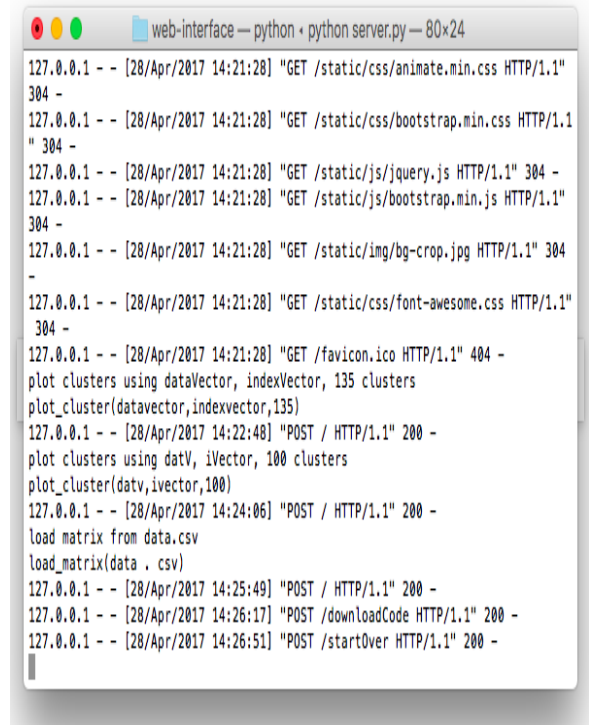 web-interface — python ◂ python server.py — 80×24
127.0.0.1 - - [28/Apr/2017 14:21:28] "GET /static/css/animate.min.css HTTP/1.1"
304 -
127.0.0.1 - - [28/Apr/2017 14:21:28] "GET /static/css/bootstrap.min.css HTTP/1.1
" 304 -
127.0.0.1 - - [28/Apr/2017 14:21:28] "GET /static/js/jquery.js HTTP/1.1" 304 -
127.0.0.1 - - [28/Apr/2017 14:21:28] "GET /static/js/bootstrap.min.js HTTP/1.1"
304 -
127.0.0.1 - - [28/Apr/2017 14:21:28] "GET /static/img/bg-crop.jpg HTTP/1.1" 304
-
127.0.0.1 - - [28/Apr/2017 14:21:28] "GET /static/css/font-awesome.css HTTP/1.1"
 304 -
127.0.0.1 - - [28/Apr/2017 14:21:28] "GET /favicon.ico HTTP/1.1" 404 -
plot clusters using dataVector, indexVector, 135 clusters
plot_cluster(datavector,indexvector,135)
127.0.0.1 - - [28/Apr/2017 14:22:48] "POST / HTTP/1.1" 200 -
plot clusters using datV, iVector, 100 clusters
plot_cluster(datv,ivector,100)
127.0.0.1 - - [28/Apr/2017 14:24:06] "POST / HTTP/1.1" 200 -
load matrix from data.csv
load_matrix(data . csv)
127.0.0.1 - - [28/Apr/2017 14:25:49] "POST / HTTP/1.1" 200 -
127.0.0.1 - - [28/Apr/2017 14:26:17] "POST /downloadCode HTTP/1.1" 200 -
127.0.0.1 - - [28/Apr/2017 14:26:51] "POST /startOver HTTP/1.1" 200 -